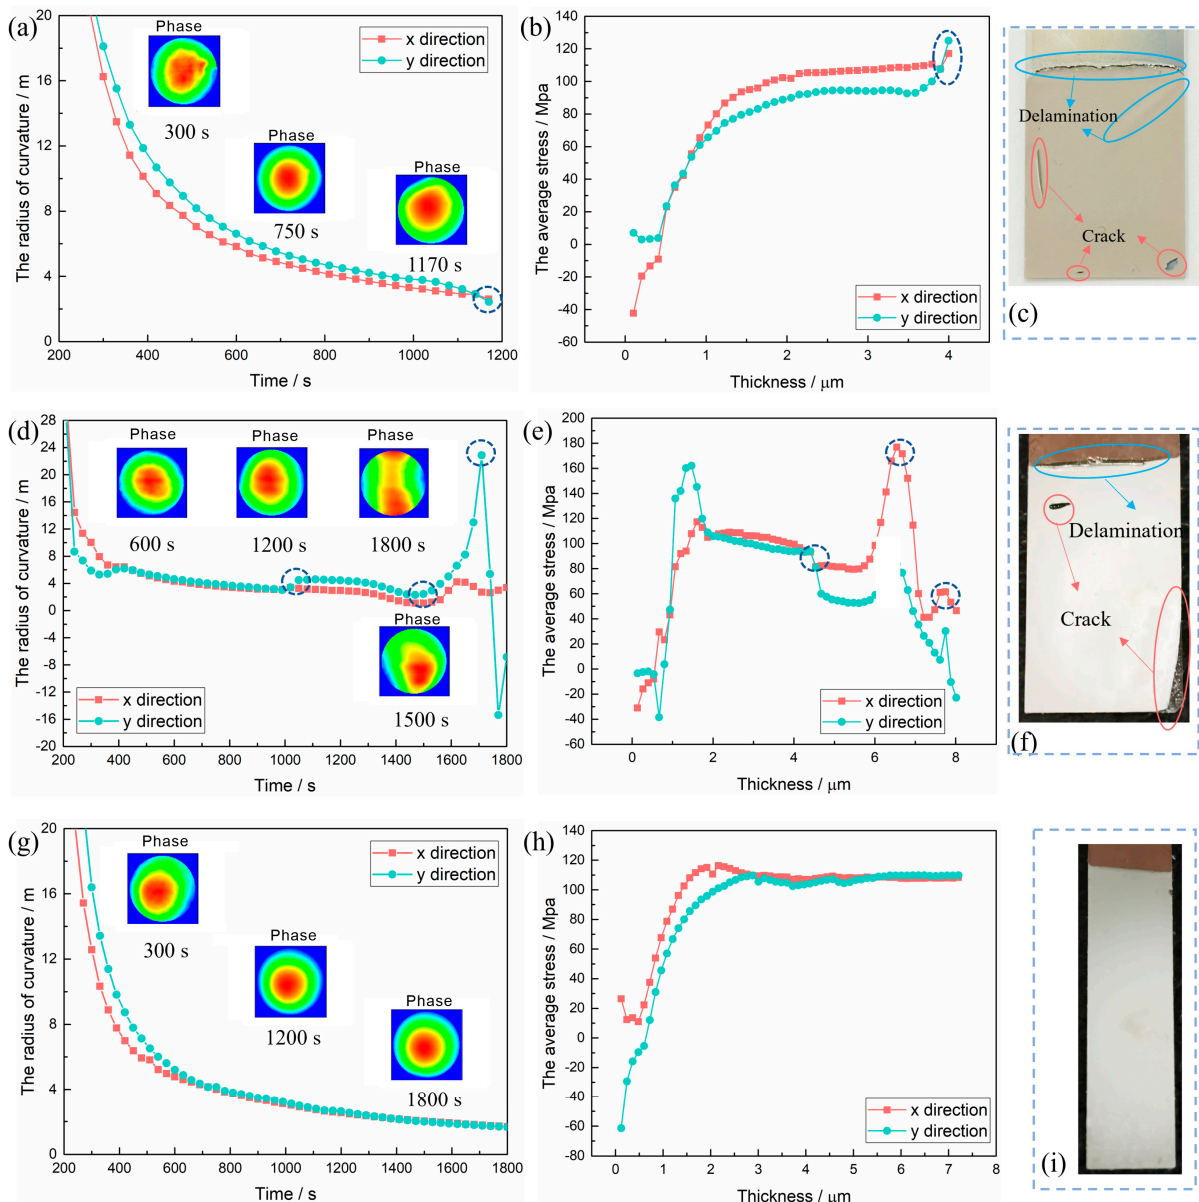 (a)
20
16
12
8
4
0
The radius of curvature / m
200
400
600
800
1000
1200
Time / s
Phase
300 s
Phase
750 s
Phase
1170 s
x direction
y direction
(b)
140
120
100
80
60
40
20
0
-20
-40
-60
The average stress / Mpa
0
1
2
3
4
Thickness / μm
x direction
y direction
Delamination
Crack
(c)
(d)
28
24
20
16
12
8
4
0
-4
-8
-12
-16
-20
The radius of curvature / m
200
400
600
800
1000
1200
1400
1600
1800
Time / s
Phase
600 s
Phase
1200 s
Phase
1800 s
1500 s
x direction
y direction
(e)
200
180
160
140
120
100
80
60
40
20
0
-20
-40
-60
The average stress / Mpa
0
2
4
6
8
Thickness / μm
x direction
y direction
Delamination
Crack
(f)
(g)
20
16
12
8
4
0
The radius of curvature / m
200
400
600
800
1000
1200
1400
1600
1800
Time / s
Phase
300 s
Phase
1200 s
Phase
1800 s
x direction
y direction
(h)
140
120
100
80
60
40
20
0
-20
-40
-60
-80
The average stress / Mpa
0
1
2
3
4
5
6
7
8
Thickness / μm
x direction
y direction
(i)